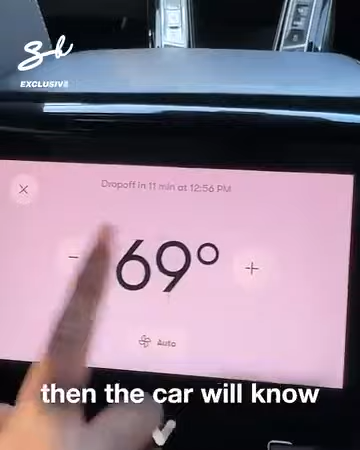 EXCLUSIVE
Dropoff in 11 min at 12:56 PM
69°
Auto
then the car will know